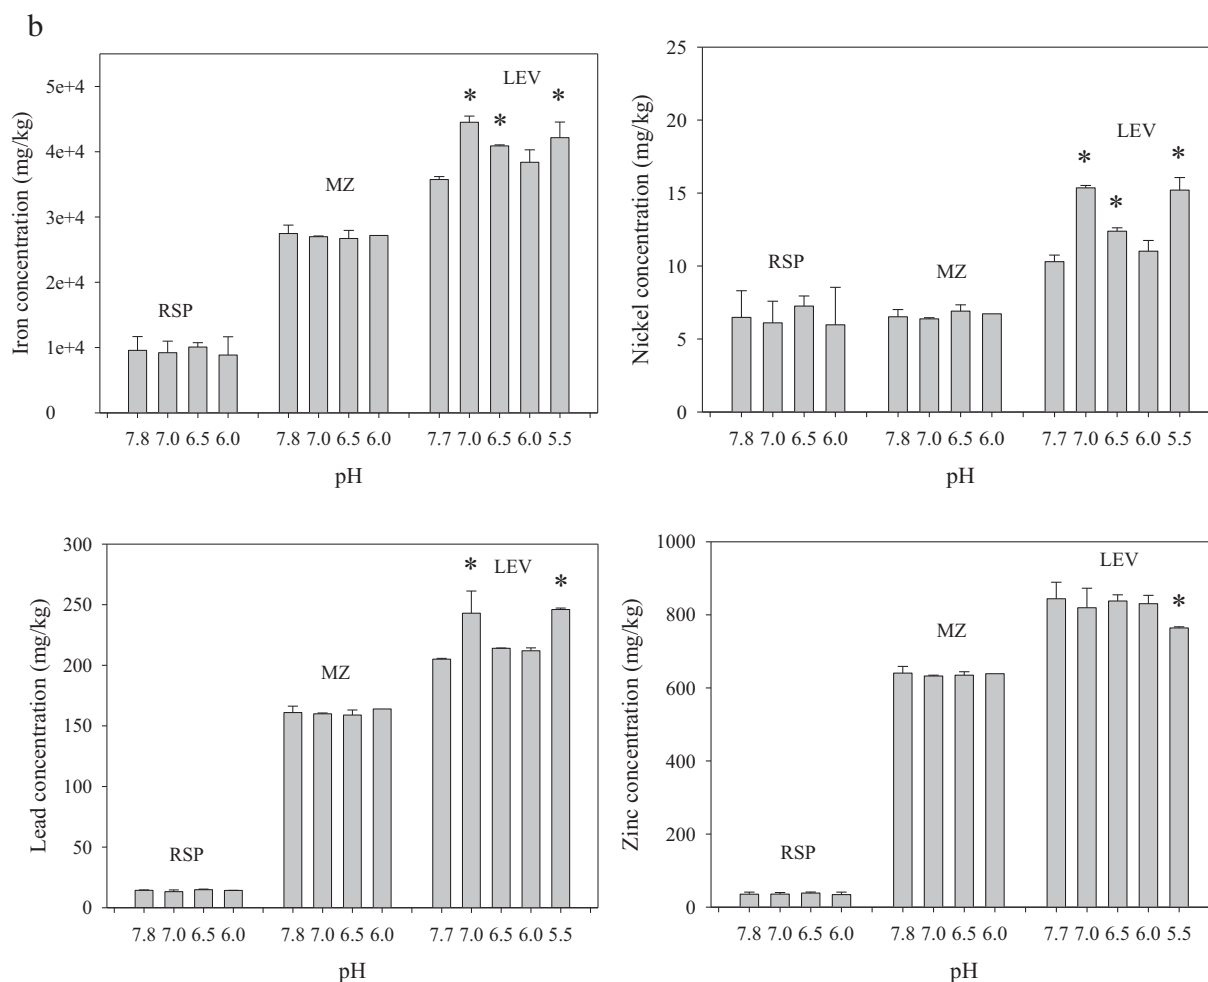 b
Iron concentration (mg/kg)
5e+4
4e+4
3e+4
2e+4
1e+4
0
RSP
MZ
LEV
* * *
7.8 7.0 6.5 6.0 7.8 7.0 6.5 6.0 7.7 7.0 6.5 6.0 5.5
pH
Nickel concentration (mg/kg)
25
20
15
10
5
0
RSP
MZ
LEV
* * *
7.8 7.0 6.5 6.0 7.8 7.0 6.5 6.0 7.7 7.0 6.5 6.0 5.5
pH
Lead concentration (mg/kg)
300
250
200
150
100
50
0
RSP
MZ
LEV
* *
7.8 7.0 6.5 6.0 7.8 7.0 6.5 6.0 7.7 7.0 6.5 6.0 5.5
pH
Zinc concentration (mg/kg)
1000
800
600
400
200
0
RSP
MZ
LEV
*
7.8 7.0 6.5 6.0 7.8 7.0 6.5 6.0 7.7 7.0 6.5 6.0 5.5
pH